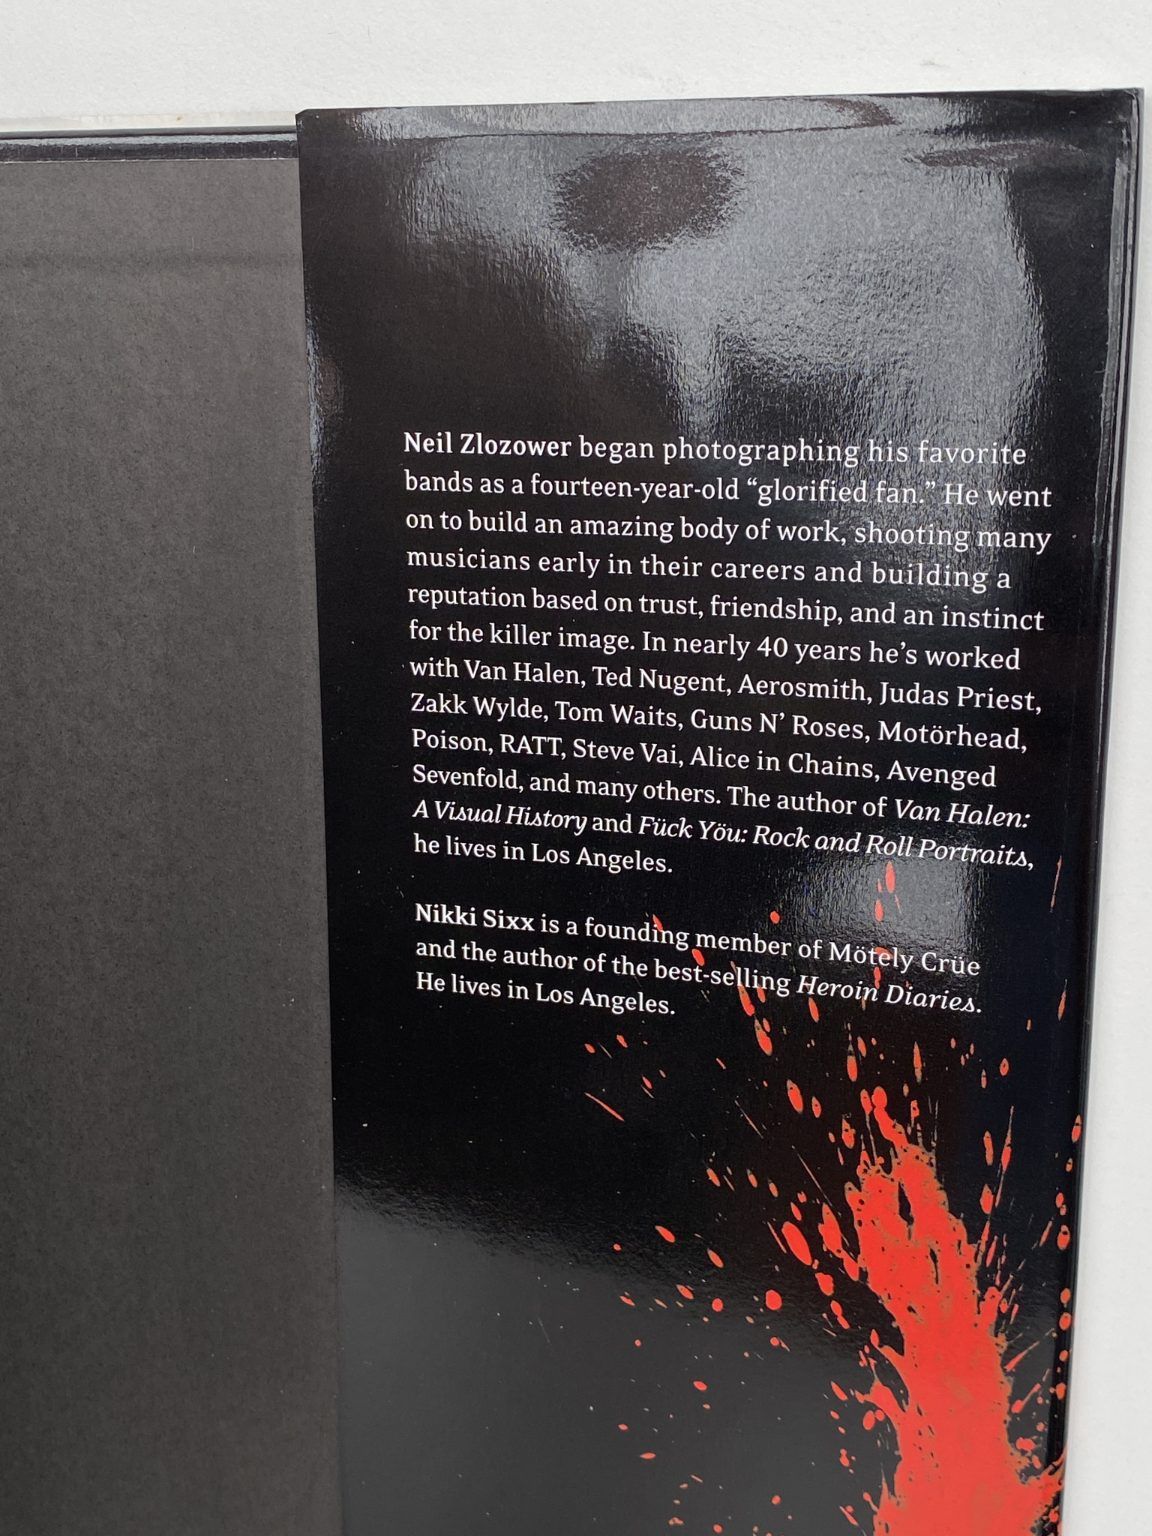 Neil Zlozower began photographing his favorite
bands as a fourteen-year-old “glorified fan.” He went
on to build an amazing body of work, shooting many
musicians early in their careers and building a
reputation based on trust, friendship, and an instinct
for the killer image. In nearly 40 years he’s worked
with Van Halen, Ted Nugent, Aerosmith, Judas Priest,
Zakk Wylde, Tom Waits, Guns N’ Roses, Motörhead,
Poison, RATT, Steve Vai, Alice in Chains, Avenged
Sevenfold, and many others. The author of Van Halen:
A Visual History and Fück Yöu: Rock and Roll Portraits,
he lives in Los Angeles.
Nikki Sixx is a founding member of Mötely Crüe
and the author of the best-selling Heroin Diaries.
He lives in Los Angeles.